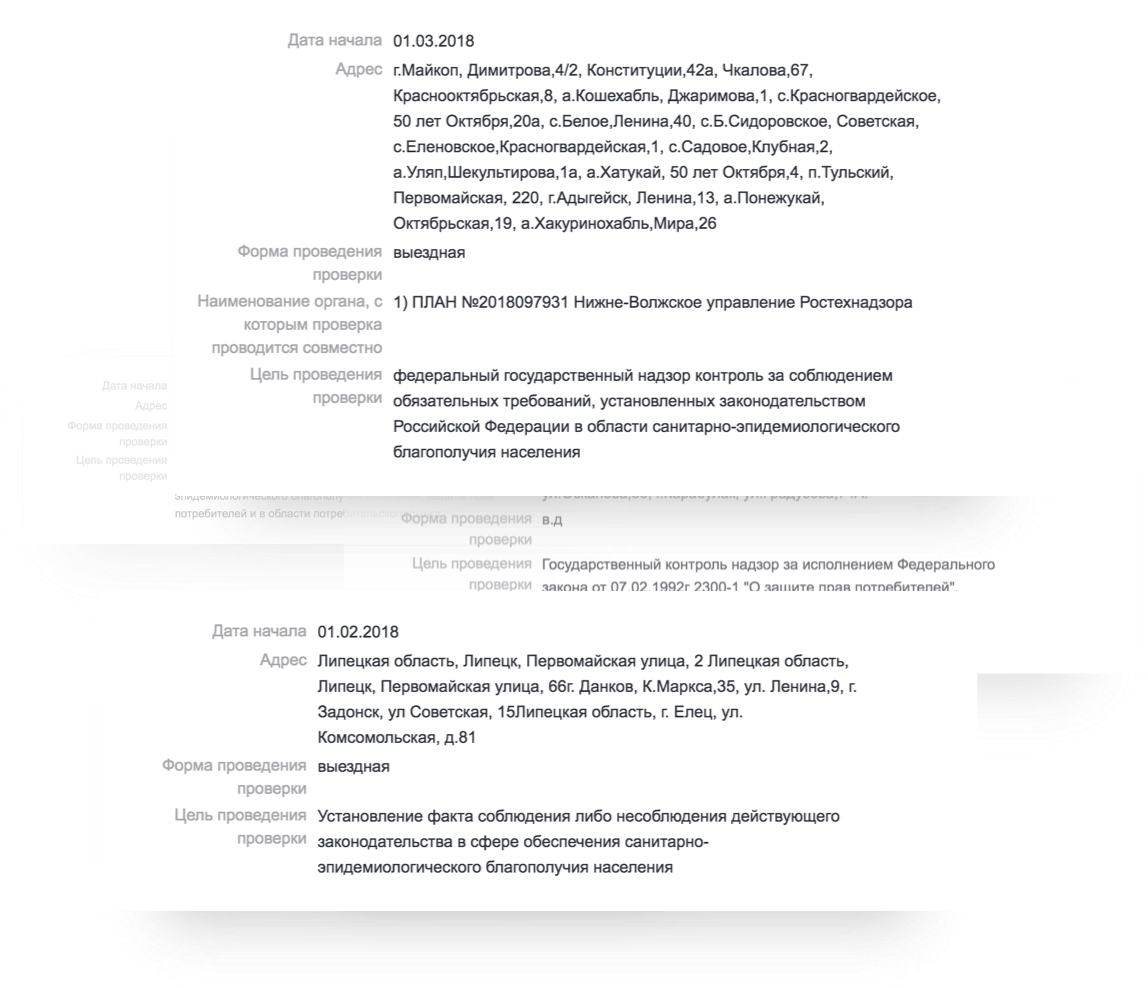 Дата начала 01.03.2018
Адрес г.Майкоп, Димитрова,4/2, Конституции,42а, Чкалова,67,
Краснооктябрьская,8, а.Кошехабль, Джаримова,1, с.Красногвардейское,
50 лет Октября,20а, с.Белое,Ленина,40, с.Б.Сидоровское, Советская,
с.Еленовское,Красногвардейская,1, с.Садовое,Клубная,2,
а.Уляп,Шекультирова,1а, а.Хатукай, 50 лет Октября,4, п.Тульский,
Первомайская, 220, г.Адыгейск, Ленина,13, а.Понежукай,
Октябрьская,19, а.Хакуринохабль,Мира,26
Форма проведения выездная
проверки
Наименование органа, с 1) ПЛАН №2018097931 Нижне-Волжское управление Ростехнадзора
которым проверка
проводится совместно
Цель проведения федеральный государственный надзор контроль за соблюдением
проверки обязательных требований, установленных законодательством
Российской Федерации в области санитарно-эпидемиологического
благополучия населения
Дата начала
Адрес
Форма проведения
проверки
Цель проведения
проверки
эпидемиологического
потребителей и в области
Форма проведения в.д
проверки
Цель проведения Государственный контроль надзор за исполнением Федерального
проверки закона от 07.02.1992г 2300-1 "О защите прав потребителей",
Дата начала 01.02.2018
Адрес Липецкая область, Липецк, Первомайская улица, 2 Липецкая область,
Липецк, Первомайская улица, 66г. Данков, К.Маркса,35, ул. Ленина,9, г.
Задонск, ул Советская, 15Липецкая область, г. Елец, ул.
Комсомольская, д.81
Форма проведения выездная
проверки
Цель проведения Установление факта соблюдения либо несоблюдения действующего
проверки законодательства в сфере обеспечения санитарно-
эпидемиологического благополучия населения